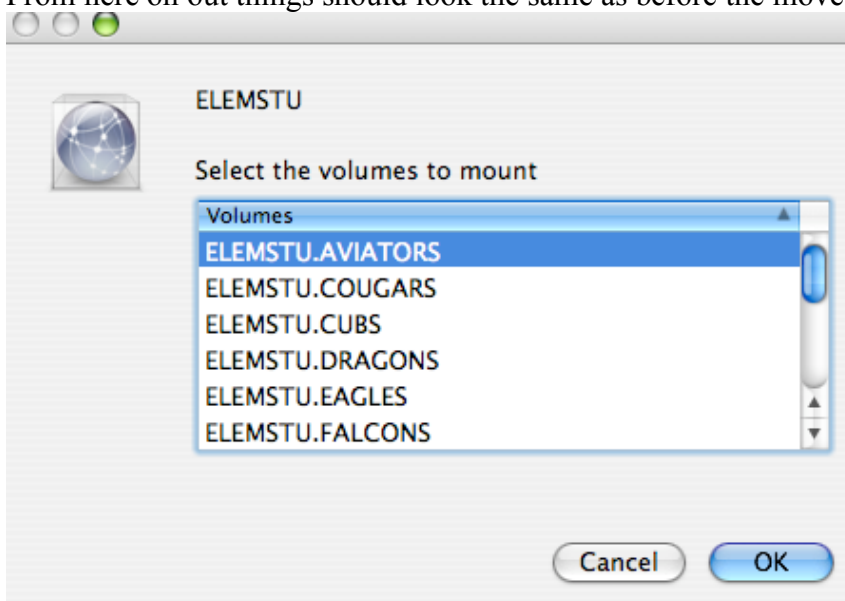 From here on out things should look the same as before the move
ELEMSTU
Select the volumes to mount
Volumes
ELEMSTU.AVIATORS
ELEMSTU.COUGARS
ELEMSTU.CUBS
ELEMSTU.DRAGONS
ELEMSTU.EAGLES
ELEMSTU.FALCONS
Cancel OK